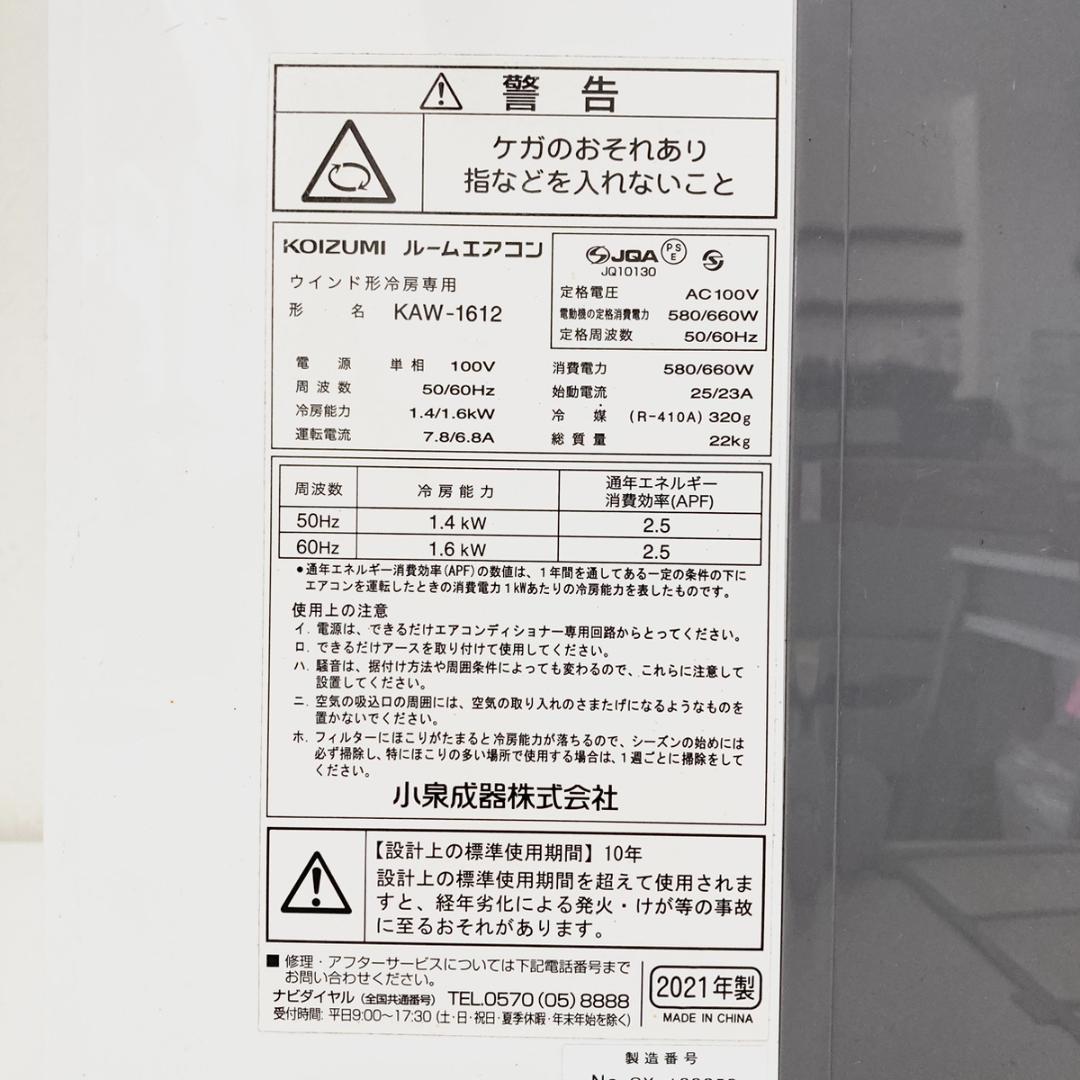 警 告
ケガのおそれあり
指などを入れないこと
KOIZUMI ルームエアコン
ウインド形冷房専用
形 名 KAW-1612
JQA PSE
JQ10130
定格電圧 AC100V
電動機の定格消費電力 580/660W
定格周波数 50/60Hz
電 源 単相 100V
周波数 50/60Hz
冷房能力 1.4/1.6kW
運転電流 7.8/6.8A
消費電力 580/660W
始動電流 25/23A
冷 媒 (R-410A) 320g
総質量 22kg
周波数 冷房能力 通年エネルギー
消費効率(APF)
50Hz 1.4 kW 2.5
60Hz 1.6 kW 2.5
●通年エネルギー消費効率(APF)の数値は、1年間を通してある一定の条件の下に
エアコンを運転したときの消費電力1kWあたりの冷房能力を表したものです。
使用上の注意
イ. 電源は、できるだけエアコンディショナー専用回路からとってください。
ロ. できるだけアースを取り付けて使用してください。
ハ. 騒音は、据付け方法や周囲条件によっても変わるので、これらに注意して
設置してください。
ニ. 空気の吸込口の周囲には、空気の取り入れのさまたげになるようなものを
置かないでください。
ホ. フィルターにほこりがたまると冷房能力が落ちるので、シーズンの始めには
必ず掃除し、特にほこりの多い場所で使用する場合は、1週ごとに掃除をして
ください。
小泉成器株式会社
【設計上の標準使用期間】10年
設計上の標準使用期間を超えて使用されま
すと、経年劣化による発火・けが等の事故
に至るおそれがあります。
■ 修理・アフターサービスについては下記電話番号まで
お問い合わせください。
ナビダイヤル (全国共通番号) TEL.0570 (05) 8888
受付時間: 平日9:00〜17:30 (土・日・祝日・夏季休暇・年末年始を除く)
2021年製
MADE IN CHINA
製造番号